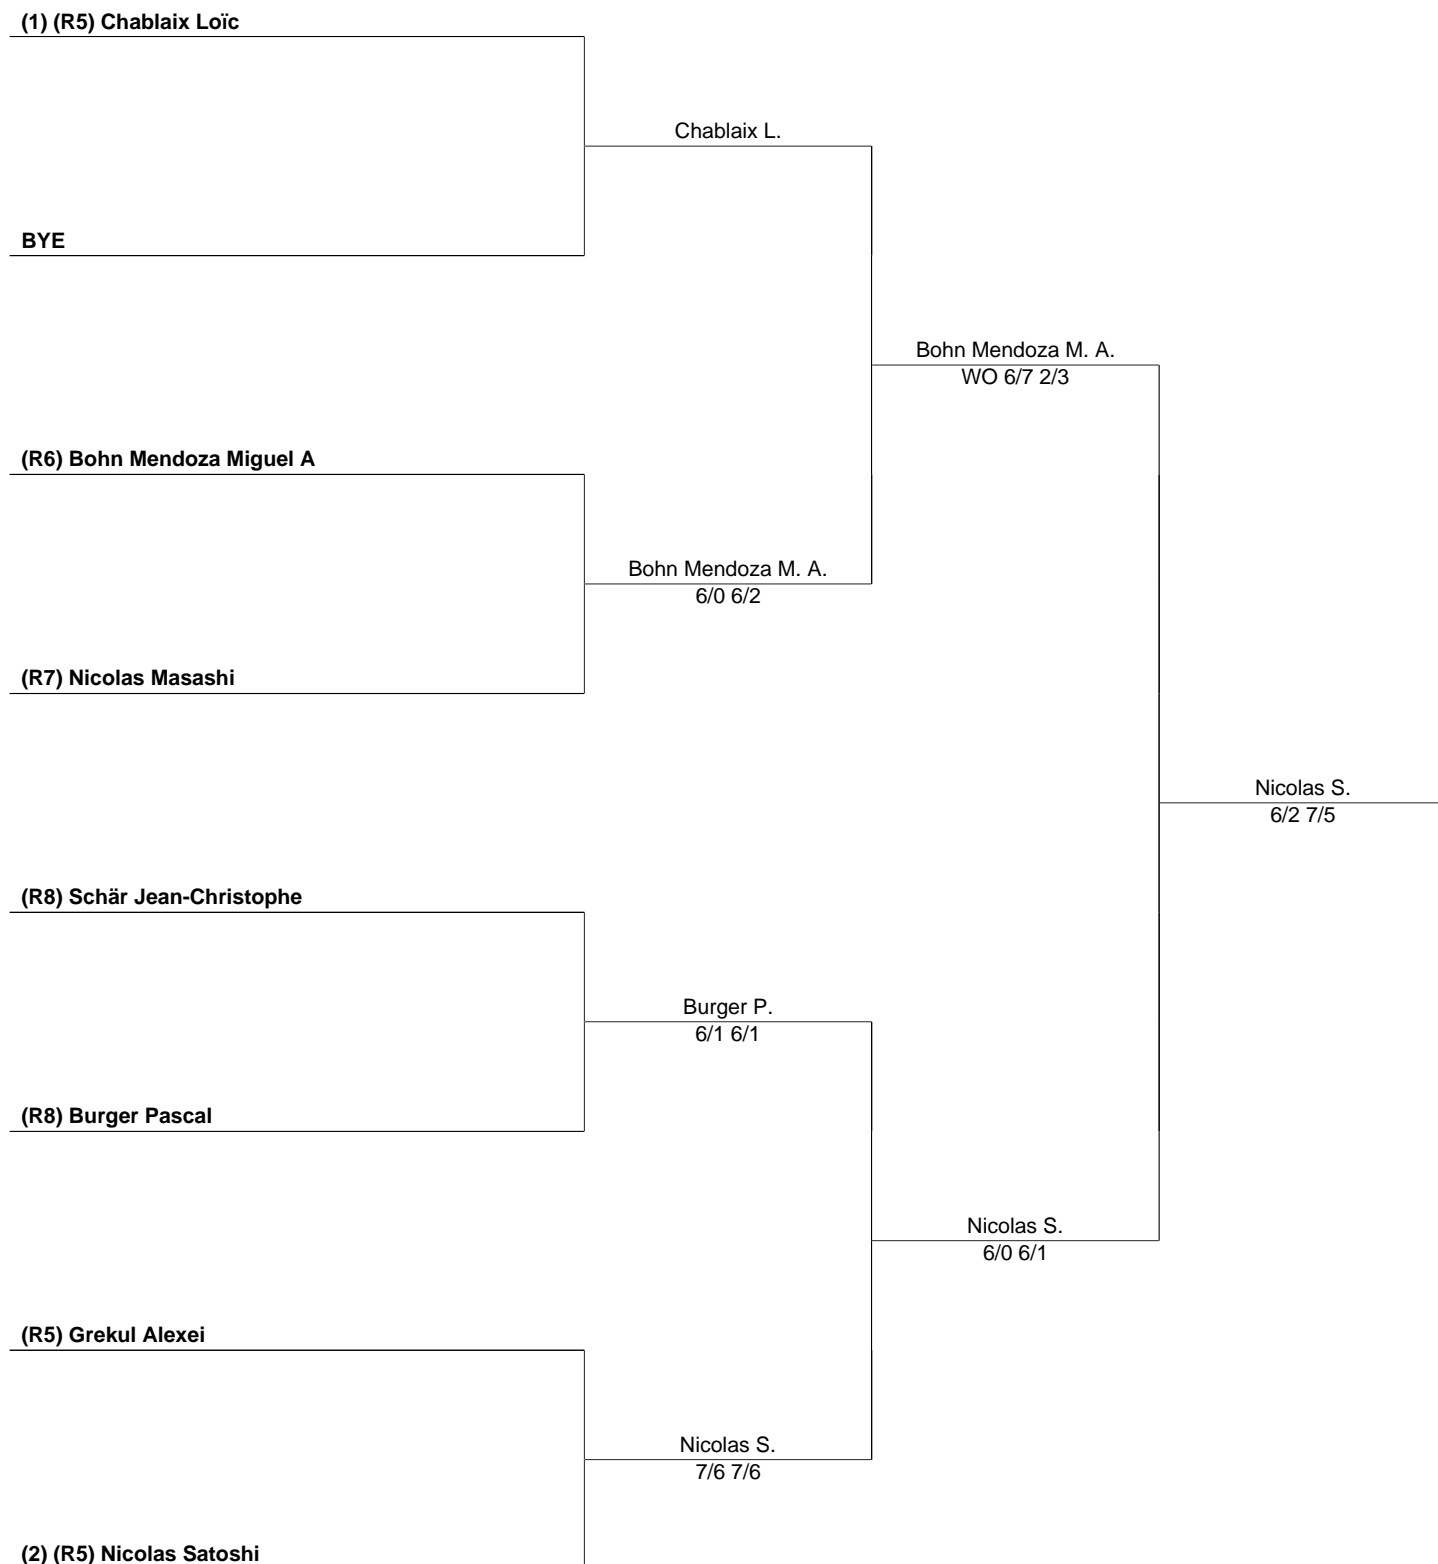 (1) (R5) Chablaix Loïc
Chablaix L.
BYE
Bohn Mendoza M. A.
WO 6/7 2/3
(R6) Bohn Mendoza Miguel A
Bohn Mendoza M. A.
6/0 6/2
(R7) Nicolas Masashi
Nicolas S.
6/2 7/5
(R8) Schär Jean-Christophe
Burger P.
6/1 6/1
(R8) Burger Pascal
Nicolas S.
6/0 6/1
(R5) Grekul Alexei
Nicolas S.
7/6 7/6
(2) (R5) Nicolas Satoshi